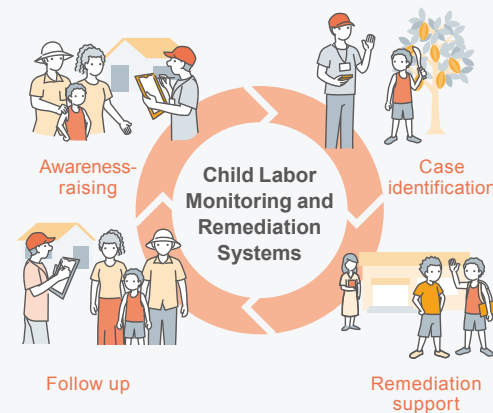 Awareness-
raising
Case
identification
Child Labor
Monitoring and
Remediation
Systems
Follow up
Remediation
support